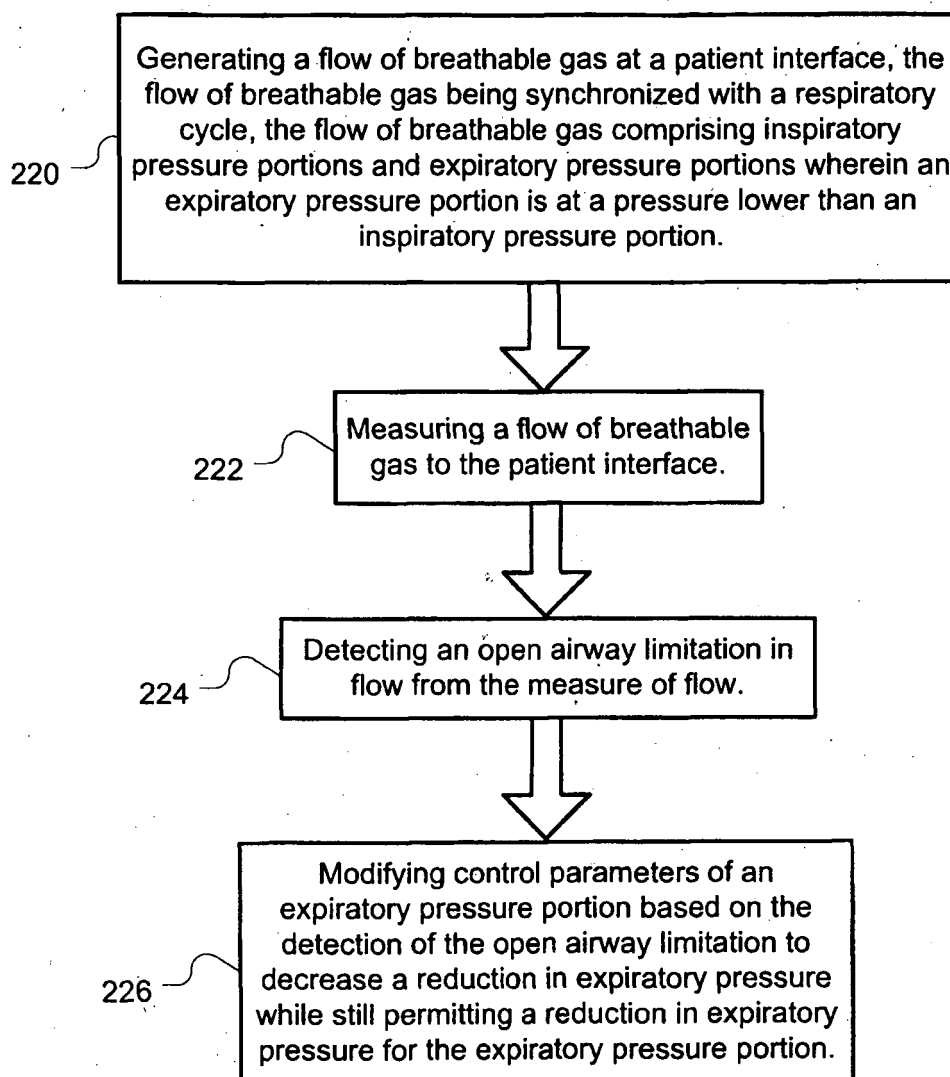 Generating a flow of breathable gas at a patient interface, the
flow of breathable gas being synchronized with a respiratory
cycle, the flow of breathable gas comprising inspiratory
pressure portions and expiratory pressure portions wherein an
expiratory pressure portion is at a pressure lower than an
inspiratory pressure portion.
220
Measuring a flow of breathable
gas to the patient interface.
222
Detecting an open airway limitation in
flow from the measure of flow.
224
Modifying control parameters of an
expiratory pressure portion based on the
detection of the open airway limitation to
decrease a reduction in expiratory pressure
while still permitting a reduction in expiratory
pressure for the expiratory pressure portion.
226